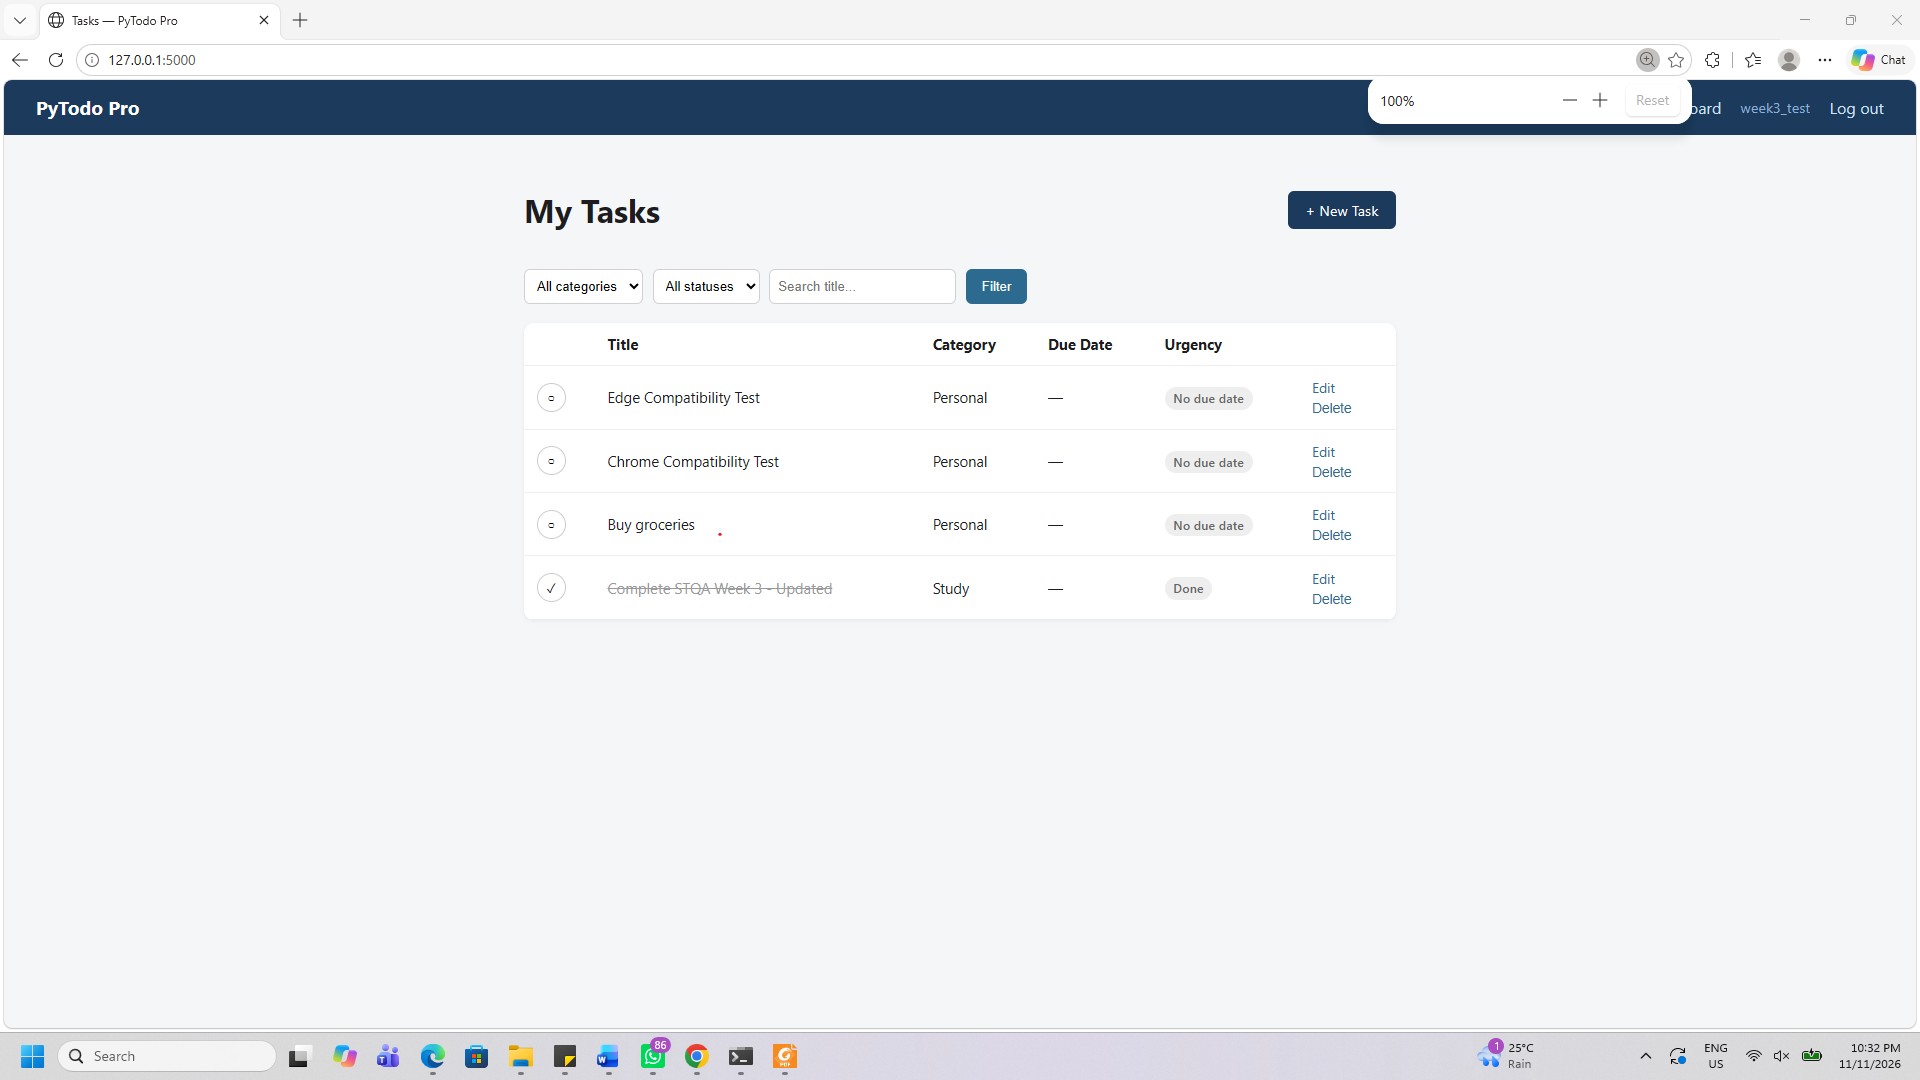 Tasks — PyTodo Pro
127.0.0.1:5000
Chat
PyTodo Pro
100%
Reset
oard
week3_test
Log out
My Tasks
+ New Task
All categories
All statuses
Search title...
Filter
Title Category Due Date Urgency
Edge Compatibility Test Personal — No due date Edit
Delete
Chrome Compatibility Test Personal — No due date Edit
Delete
Buy groceries Personal — No due date Edit
Delete
Complete STQA Week 3 - Updated Study — Done Edit
Delete
Search
86
1
25°C
Rain
ENG
US
10:32 PM
11/11/2026